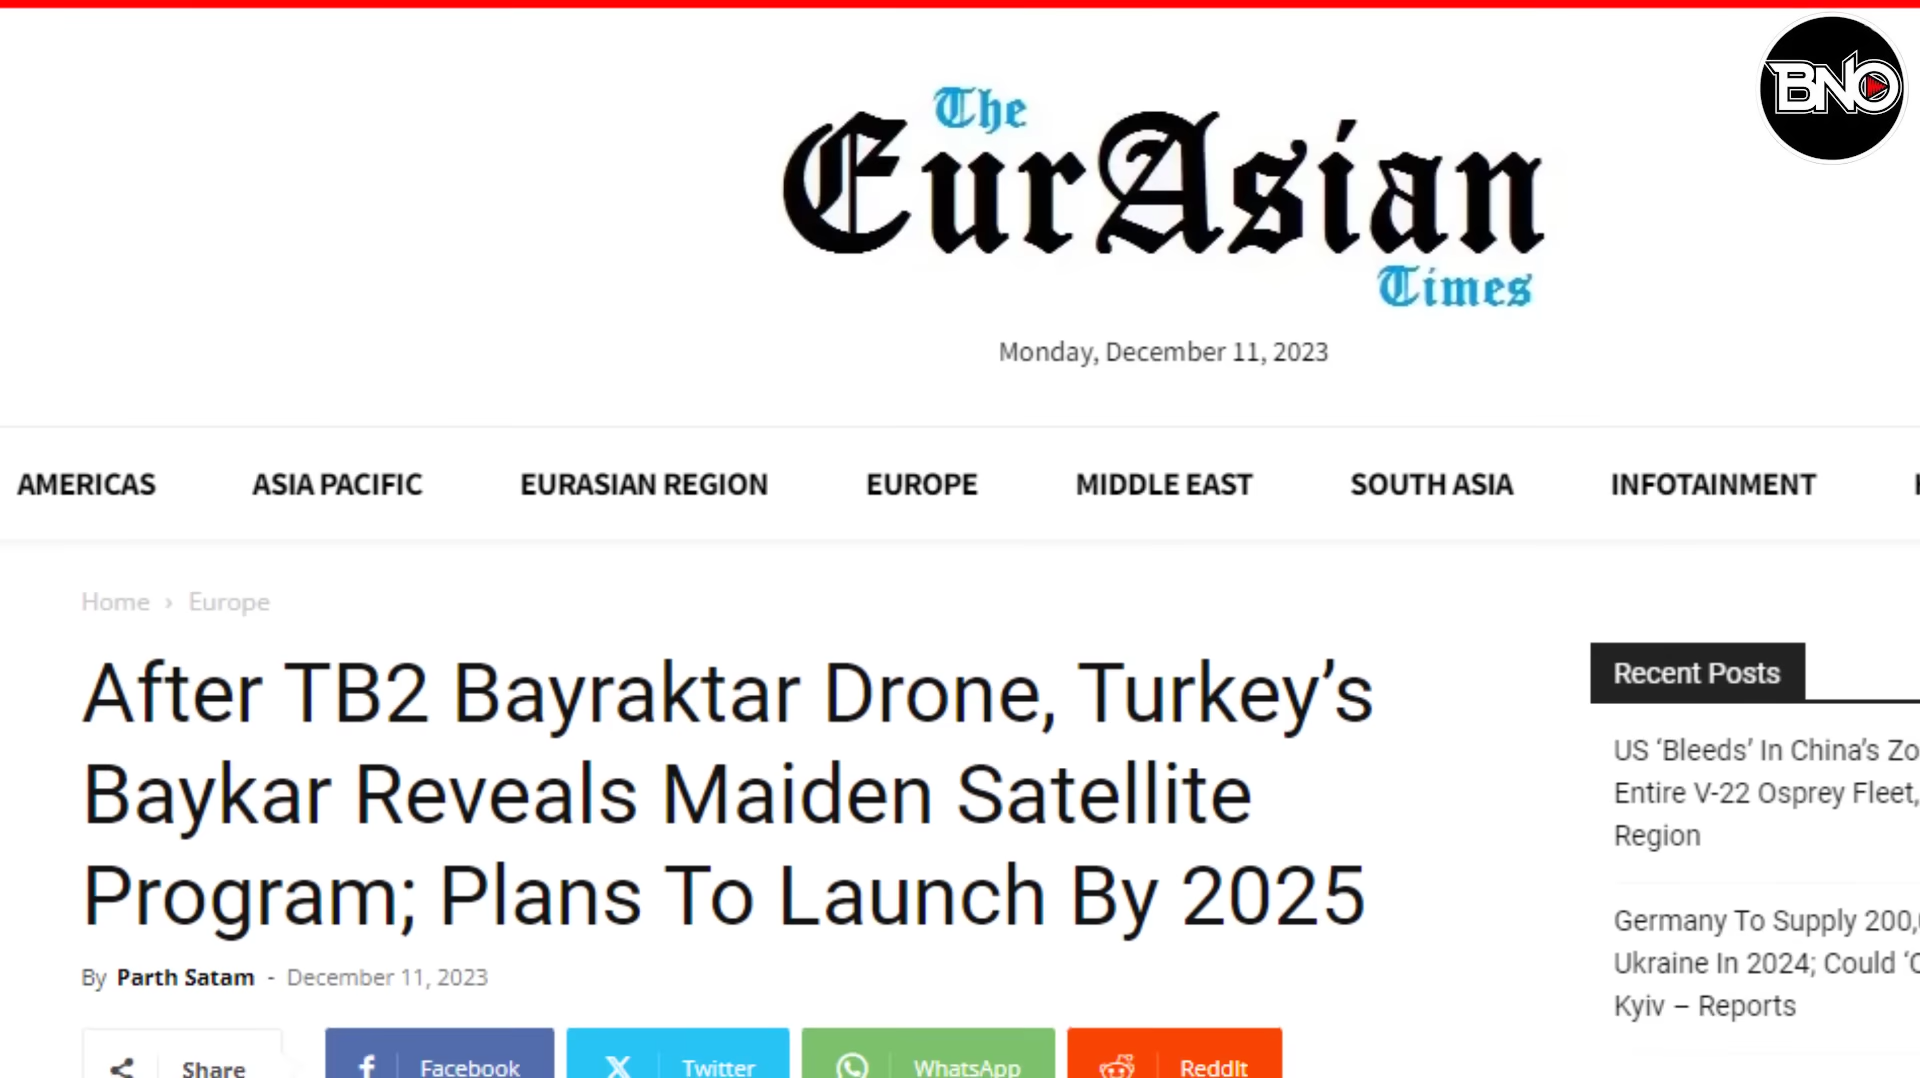 BNO
The
EurAsian
Times
Monday, December 11, 2023
AMERICAS ASIA PACIFIC EURASIAN REGION EUROPE MIDDLE EAST SOUTH ASIA INFOTAINMENT
Home › Europe
After TB2 Bayraktar Drone, Turkey’s
Baykar Reveals Maiden Satellite
Program; Plans To Launch By 2025
By Parth Satam - December 11, 2023
Share Facebook Twitter WhatsApp ReddIt
Recent Posts
US ‘Bleeds’ In China’s
Entire V-22 Osprey Fleet,
Region
Germany To Supply
Ukraine In 2024; Could
Kyiv – Reports